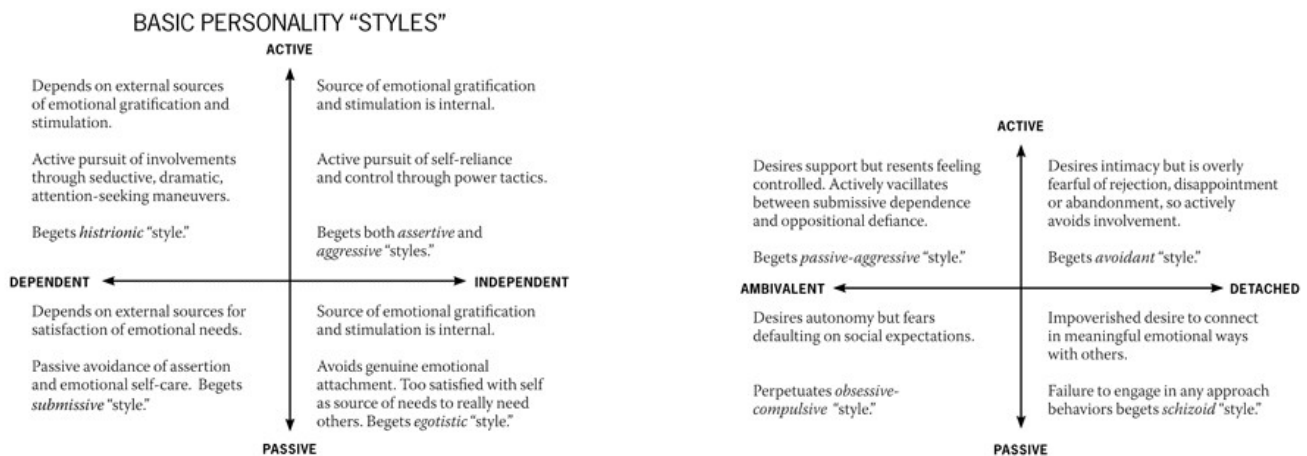 BASIC PERSONALITY “STYLES”
ACTIVE
Depends on external sources
of emotional gratification and
stimulation.
Active pursuit of involvements
through seductive, dramatic,
attention-seeking maneuvers.
Begets histrionic “style.”
Source of emotional gratification
and stimulation is internal.
Active pursuit of self-reliance
and control through power tactics.
Begets both assertive and
aggressive “styles.”
DEPENDENT
INDEPENDENT
Depends on external sources for
satisfaction of emotional needs.
Passive avoidance of assertion
and emotional self-care. Begets
submissive “style.”
Source of emotional gratification
and stimulation is internal.
Avoids genuine emotional
attachment. Too satisfied with self
as source of needs to really need
others. Begets egotistic “style.”
PASSIVE
ACTIVE
Desires support but resents feeling
controlled. Actively vacillates
between submissive dependence
and oppositional defiance.
Begets passive-aggressive “style.”
Desires intimacy but is overly
fearful of rejection, disappointment
or abandonment, so actively
avoids involvement.
Begets avoidant “style.”
AMBIVALENT
DETACHED
Desires autonomy but fears
defaulting on social expectations.
Perpetuates obsessive-
compulsive “style.”
Impoverished desire to connect
in meaningful emotional ways
with others.
Failure to engage in any approach
behaviors begets schizoid “style.”
PASSIVE